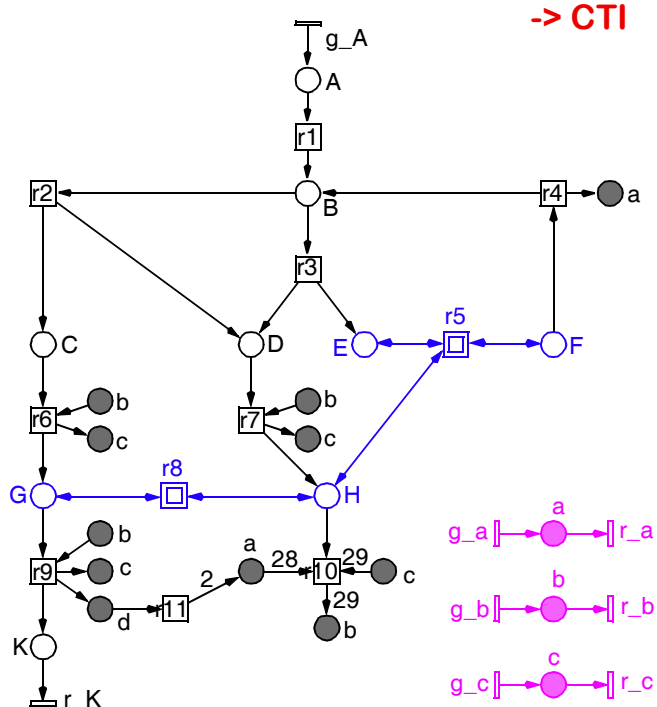 -> CTI
g_A
A
r1
r2
B
r4
a
r3
r5
C
D
E
F
r6
b
c
r7
b
c
r8
G
H
a
g_a
r_a
r9
b
c
a
28
r10
29
c
2
29
d
r11
b
b
g_b
r_b
K
c
g_c
r_c
r_K